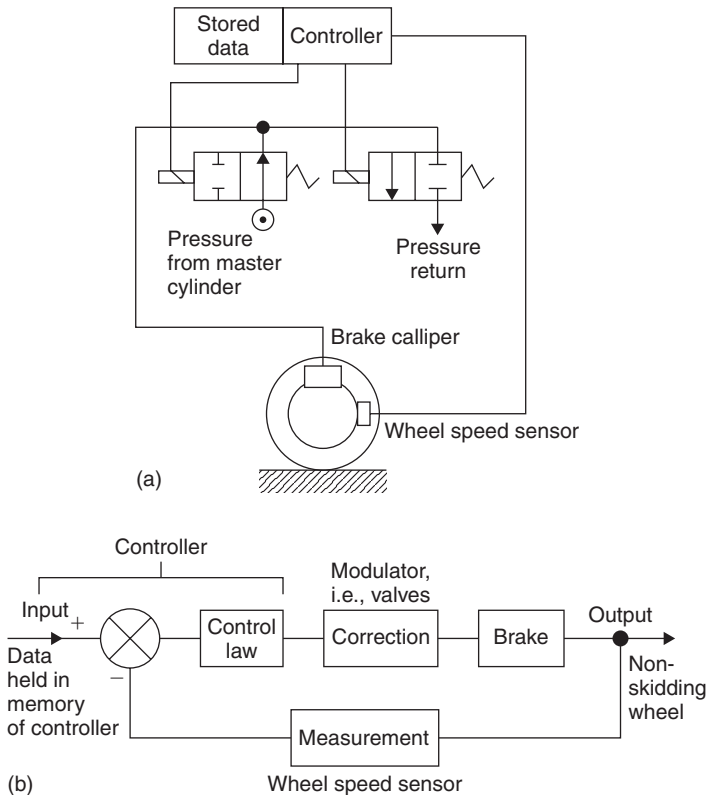 Stored
data
Controller
Pressure
from master
cylinder
Pressure
return
Brake calliper
Wheel speed sensor
(a)
Controller
Modulator,
i.e., valves
Input
+
−
Control
law
Correction
Brake
Output
Data
held in
memory
of controller
Non-
skidding
wheel
Measurement
Wheel speed sensor
(b)